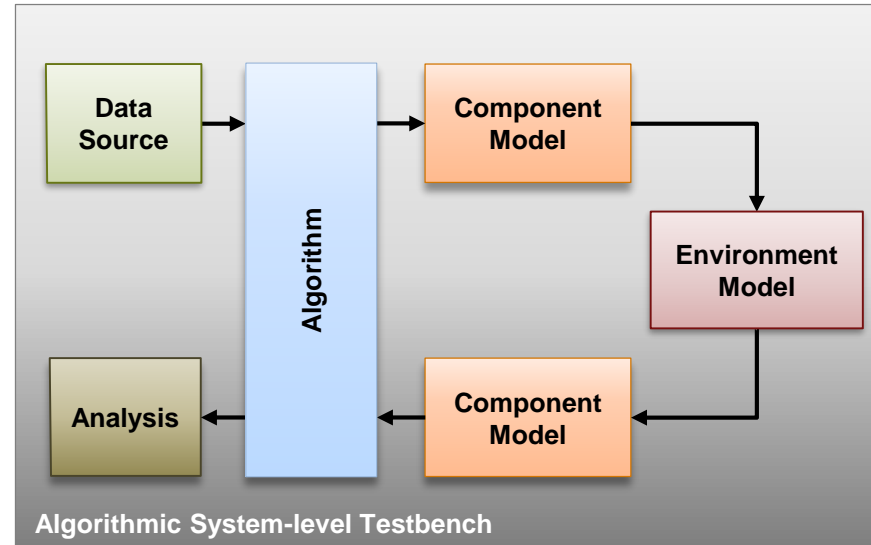 Data
Source
Algorithm
Component
Model
Environment
Model
Component
Model
Analysis
Algorithmic System-level Testbench